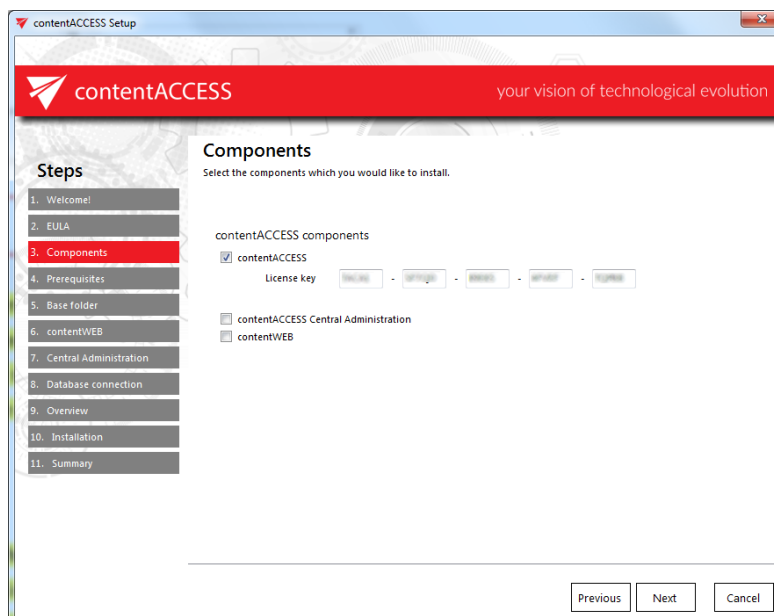 contentACCESS Setup
contentACCESS
your vision of technological evolution
Steps
1. Welcome!
2. EULA
3. Components
4. Prerequisites
5. Base folder
6. contentWEB
7. Central Administration
8. Database connection
9. Overview
10. Installation
11. Summary
Components
Select the components which you would like to install.
contentACCESS components
contentACCESS
License key - - - -
contentACCESS Central Administration
contentWEB
Previous Next Cancel